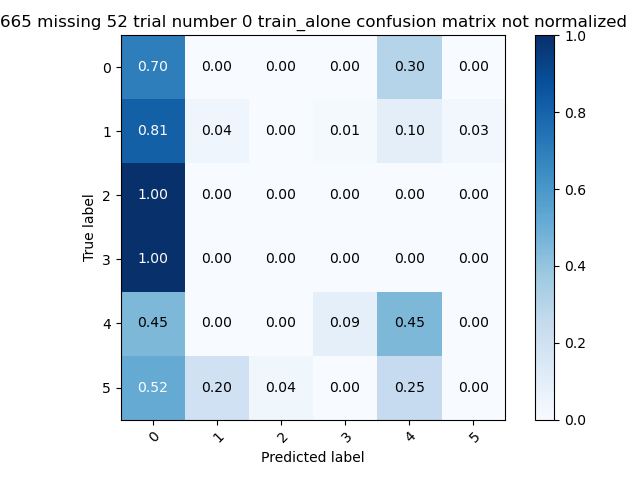 665 missing 52 trial number 0 train_alone confusion matrix not normalized
0 0.70 0.00 0.00 0.00 0.30 0.00
1 0.81 0.04 0.00 0.01 0.10 0.03
2 1.00 0.00 0.00 0.00 0.00 0.00
3 1.00 0.00 0.00 0.00 0.00 0.00
4 0.45 0.00 0.00 0.09 0.45 0.00
5 0.52 0.20 0.04 0.00 0.25 0.00
0 1 2 3 4 5
True label
Predicted label
1.0
0.8
0.6
0.4
0.2
0.0